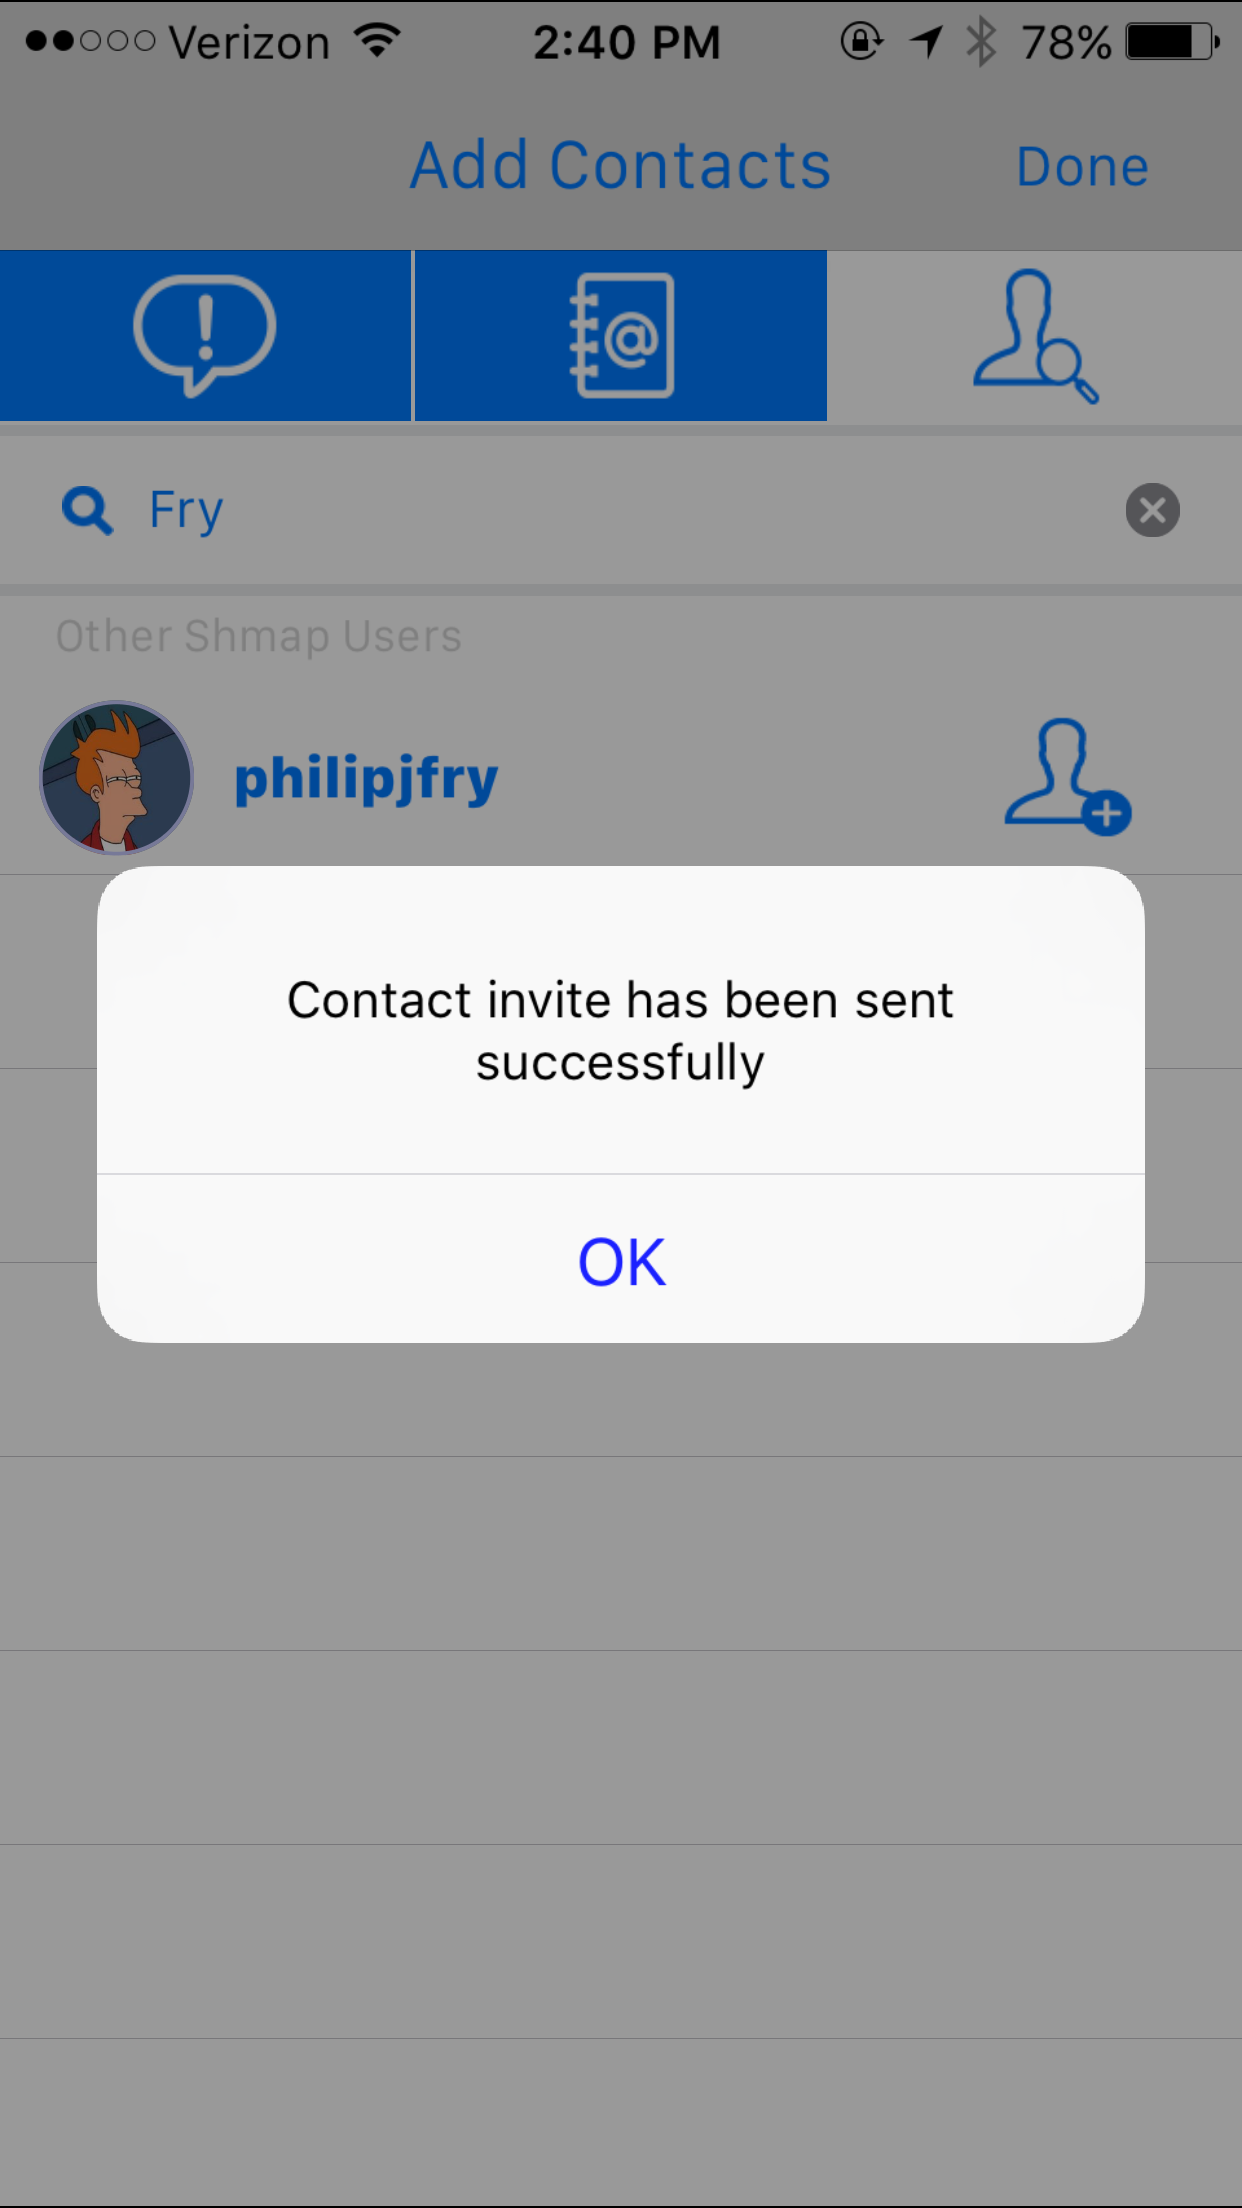 Verizon 2:40 PM 78%
Add Contacts Done
Fry
Other Shmap Users
philipjfry
Contact invite has been sent
successfully
OK